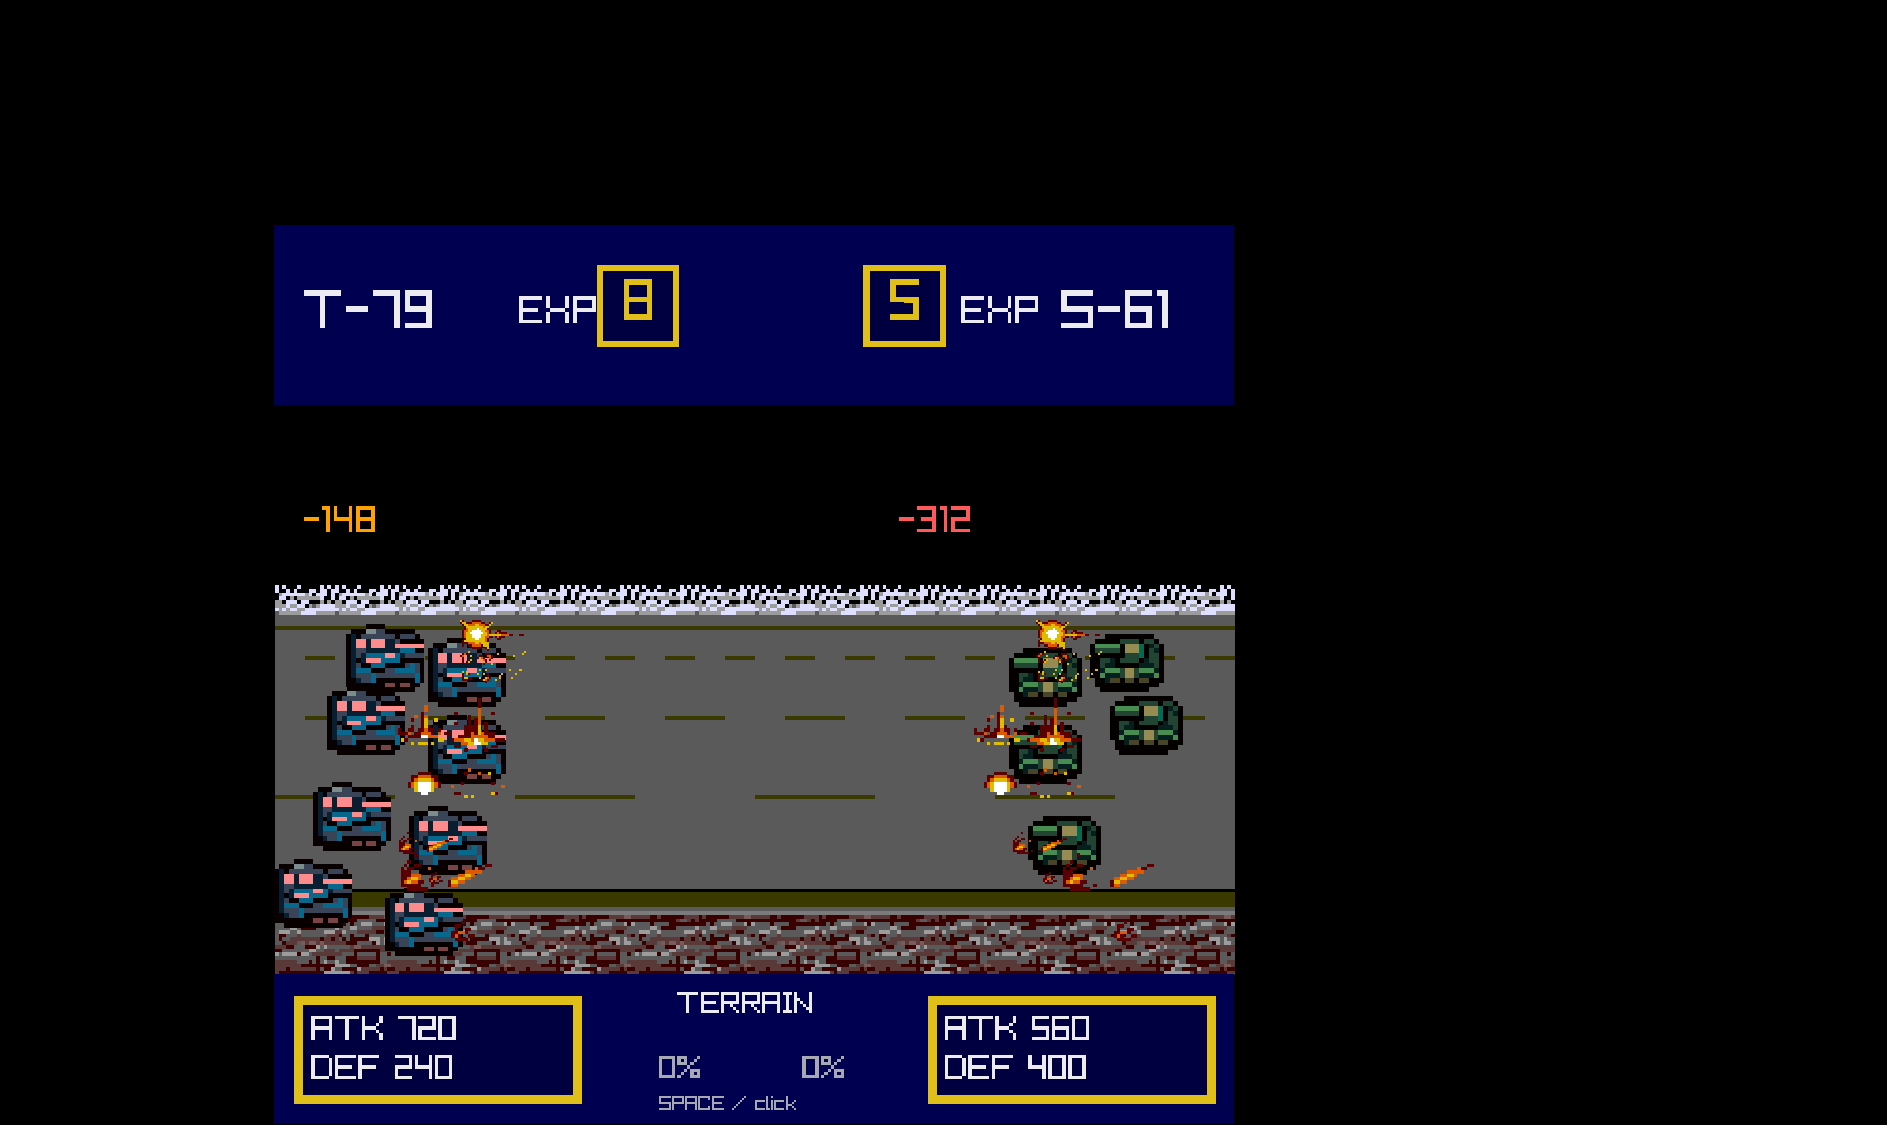 T-79 EXP 8 5 EXP S-61
-148 -312
TERRAIN
ATK 720
DEF 240
0% 0%
ATK 560
DEF 400
SPACE / click